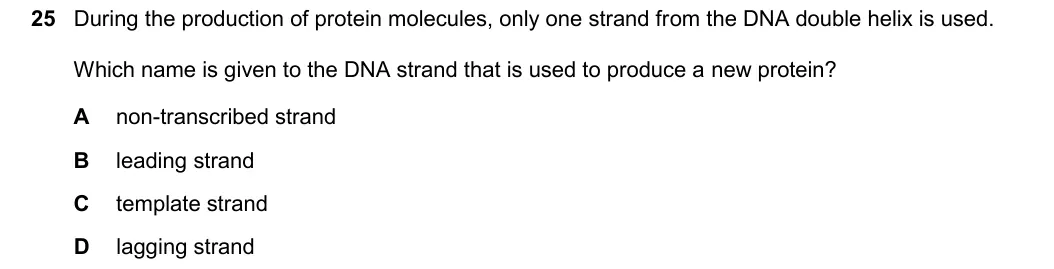 25 During the production of protein molecules, only one strand from the DNA double helix is used.
Which name is given to the DNA strand that is used to produce a new protein?
A non-transcribed strand
B leading strand
C template strand
D lagging strand